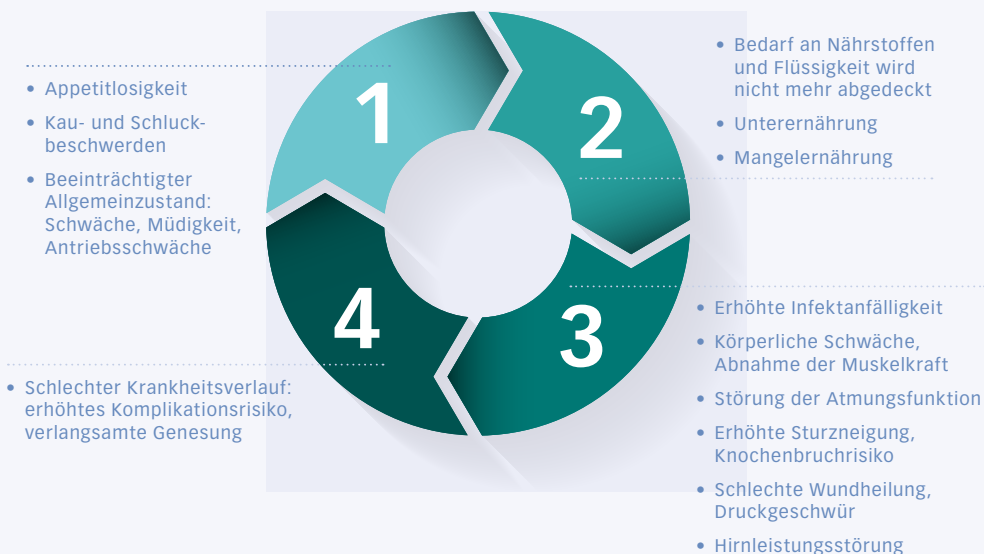 1
• Appetitlosigkeit
• Kau- und Schluck-
beschwerden
• Beeinträchtigter
Allgemeinzustand:
Schwäche, Müdigkeit,
Antriebsschwäche
2
• Bedarf an Nährstoffen
und Flüssigkeit wird
nicht mehr abgedeckt
• Unterernährung
• Mangelernährung
3
• Erhöhte Infektanfälligkeit
• Körperliche Schwäche,
Abnahme der Muskelkraft
• Störung der Atmungsfunktion
• Erhöhte Sturzneigung,
Knochenbruchrisiko
• Schlechte Wundheilung,
Druckgeschwür
• Hirnleistungsstörung
4
• Schlechter Krankheitsverlauf:
erhöhtes Komplikationsrisiko,
verlangsamte Genesung